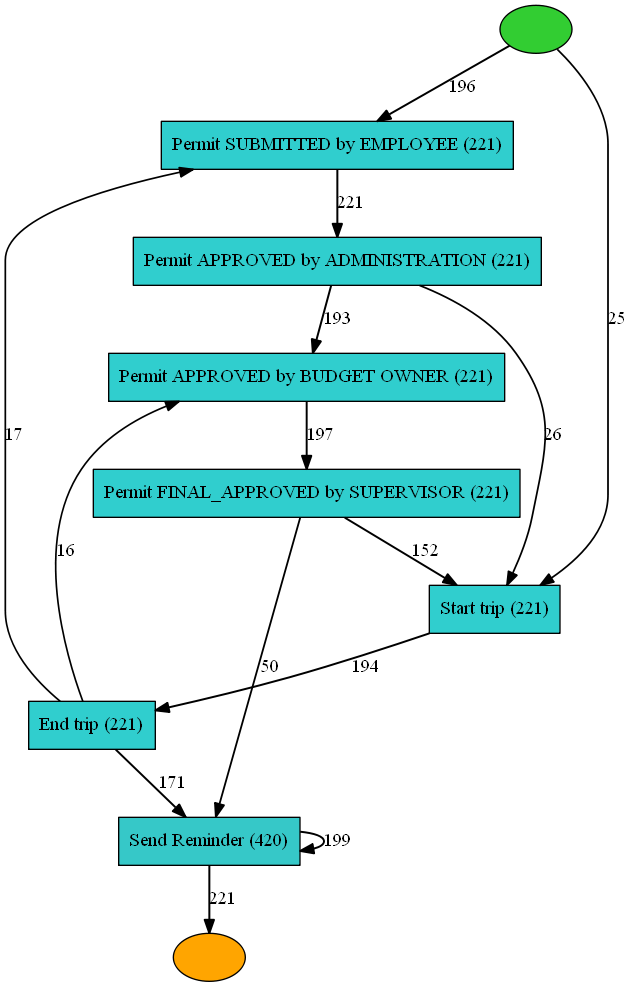 196
Permit SUBMITTED by EMPLOYEE (221)
221
Permit APPROVED by ADMINISTRATION (221)
193
25
Permit APPROVED by BUDGET OWNER (221)
17
197
26
Permit FINAL_APPROVED by SUPERVISOR (221)
16
152
Start trip (221)
50
194
End trip (221)
171
Send Reminder (420)
199
221